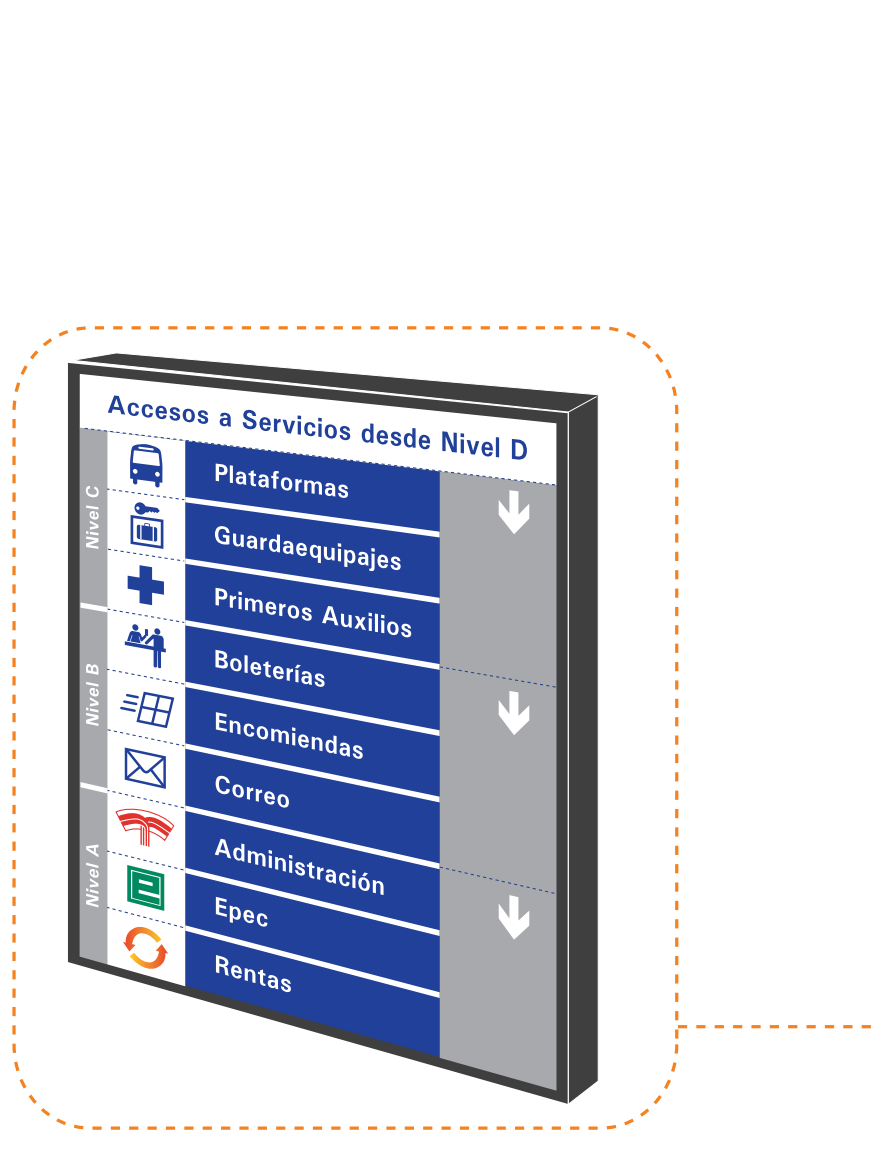 Accesos a Servicios desde Nivel D
Nivel C
Plataformas
Guardaequipajes
Primeros Auxilios
Nivel B
Boleterías
Encomiendas
Correo
Nivel A
Administración
Epec
Rentas